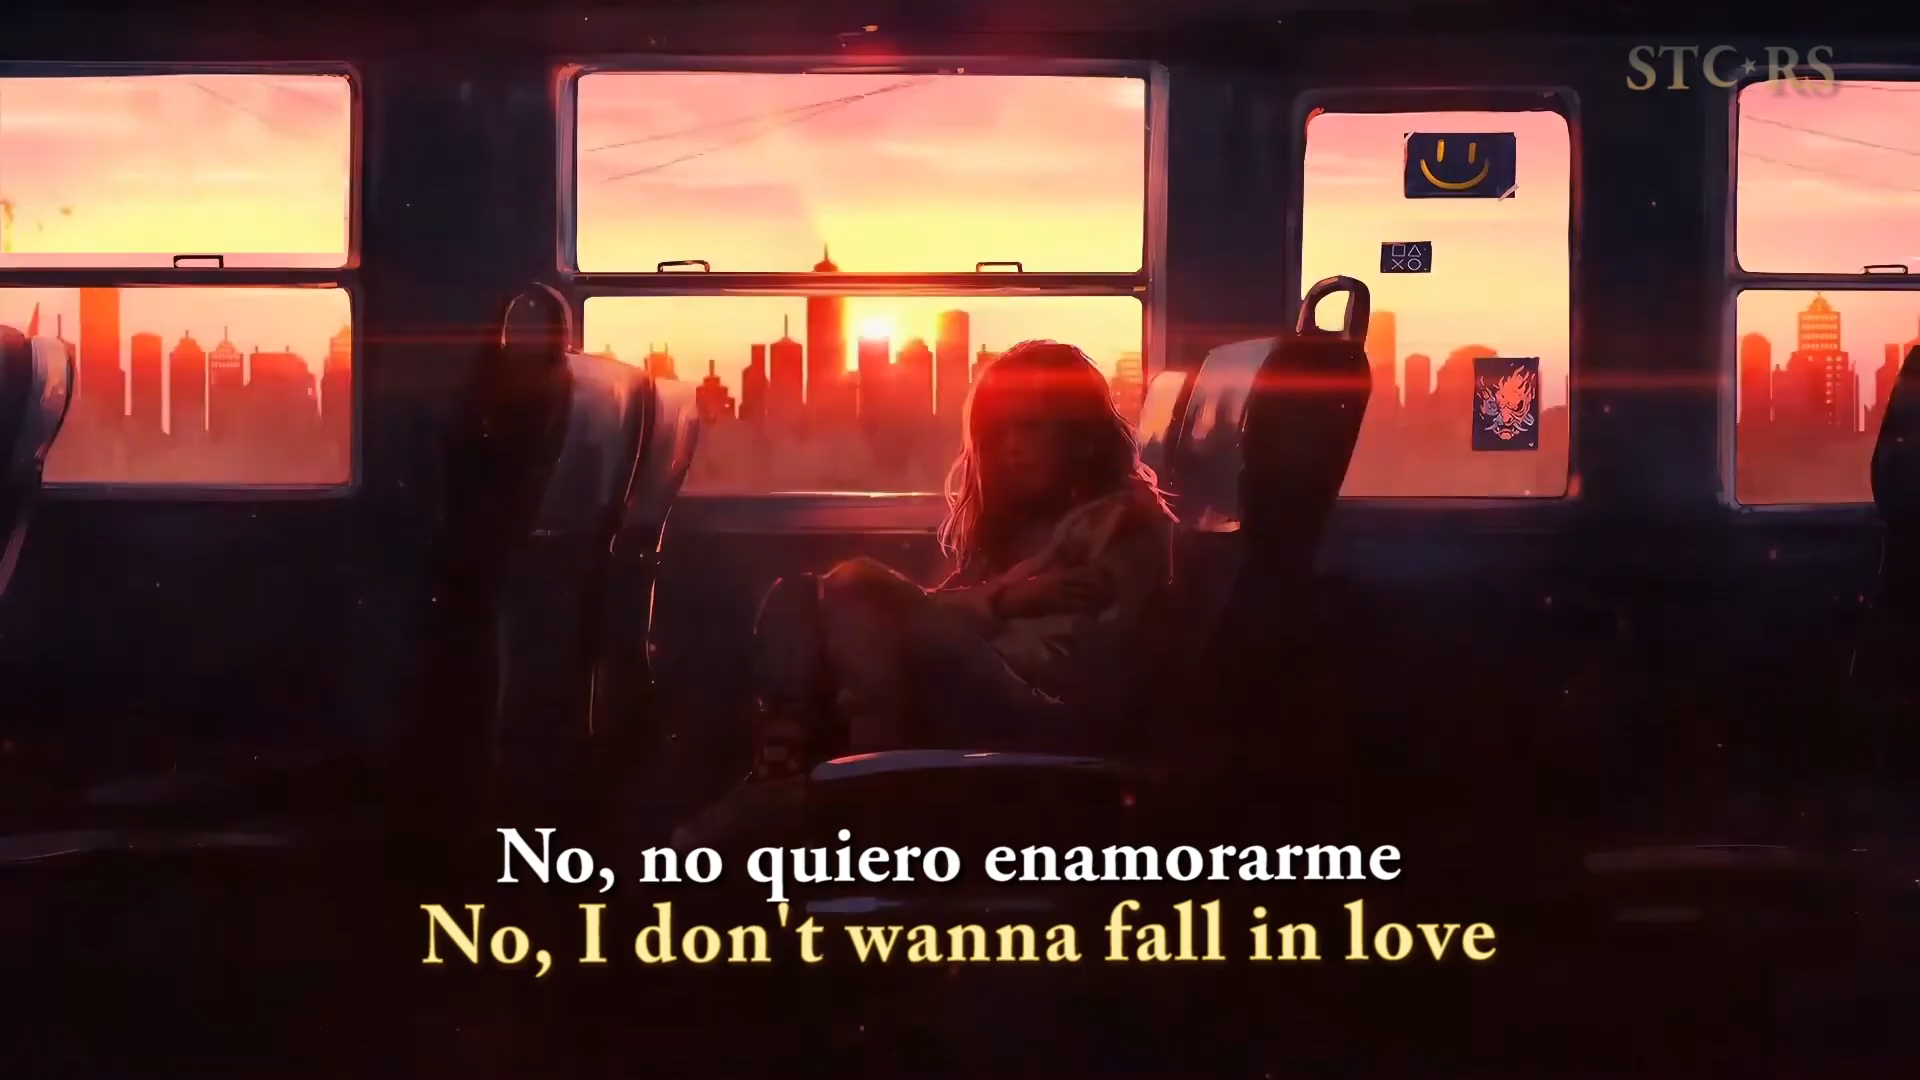 STC★RS
No, no quiero enamorarme
No, I don't wanna fall in love